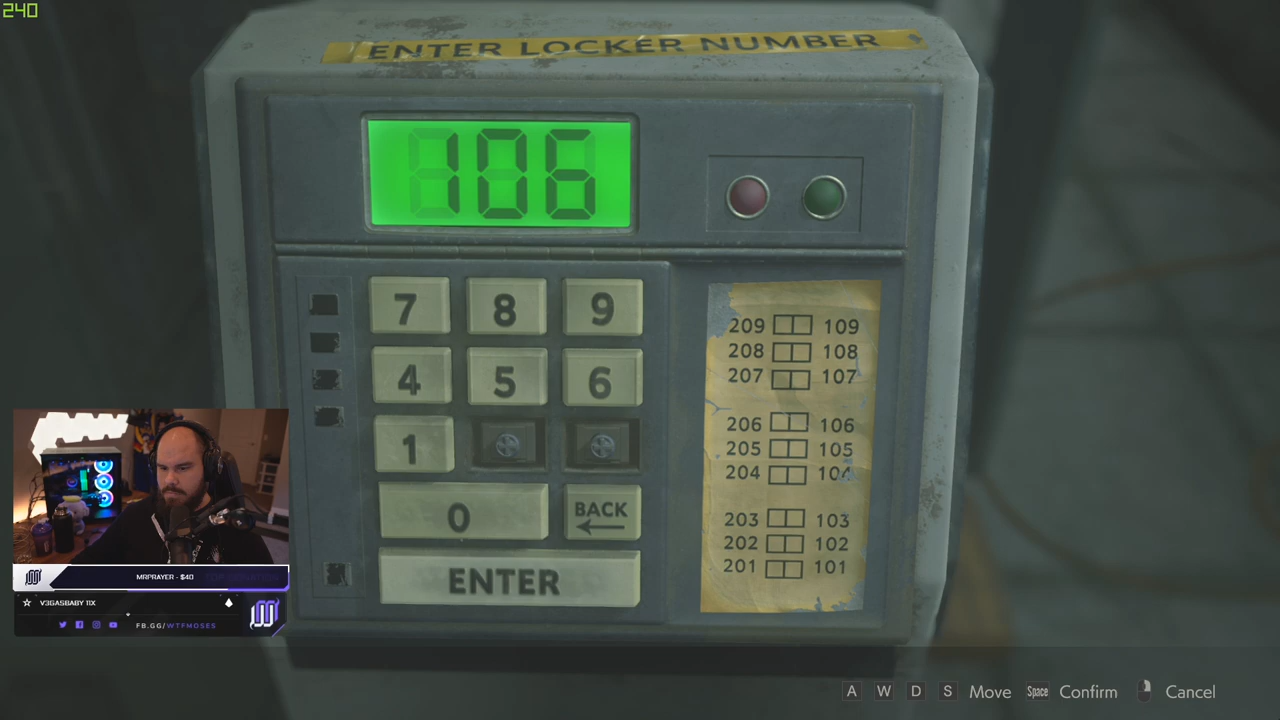 240
ENTER LOCKER NUMBER
106
7 8 9
4 5 6
1
0 BACK
ENTER
209 109
208 108
207 107
206 106
205 105
204 104
203 103
202 102
201 101
MRPRAYER - $40
V3GASBABY 11X
FB.GG/WTFMOSES
A W D S Move Space Confirm Cancel